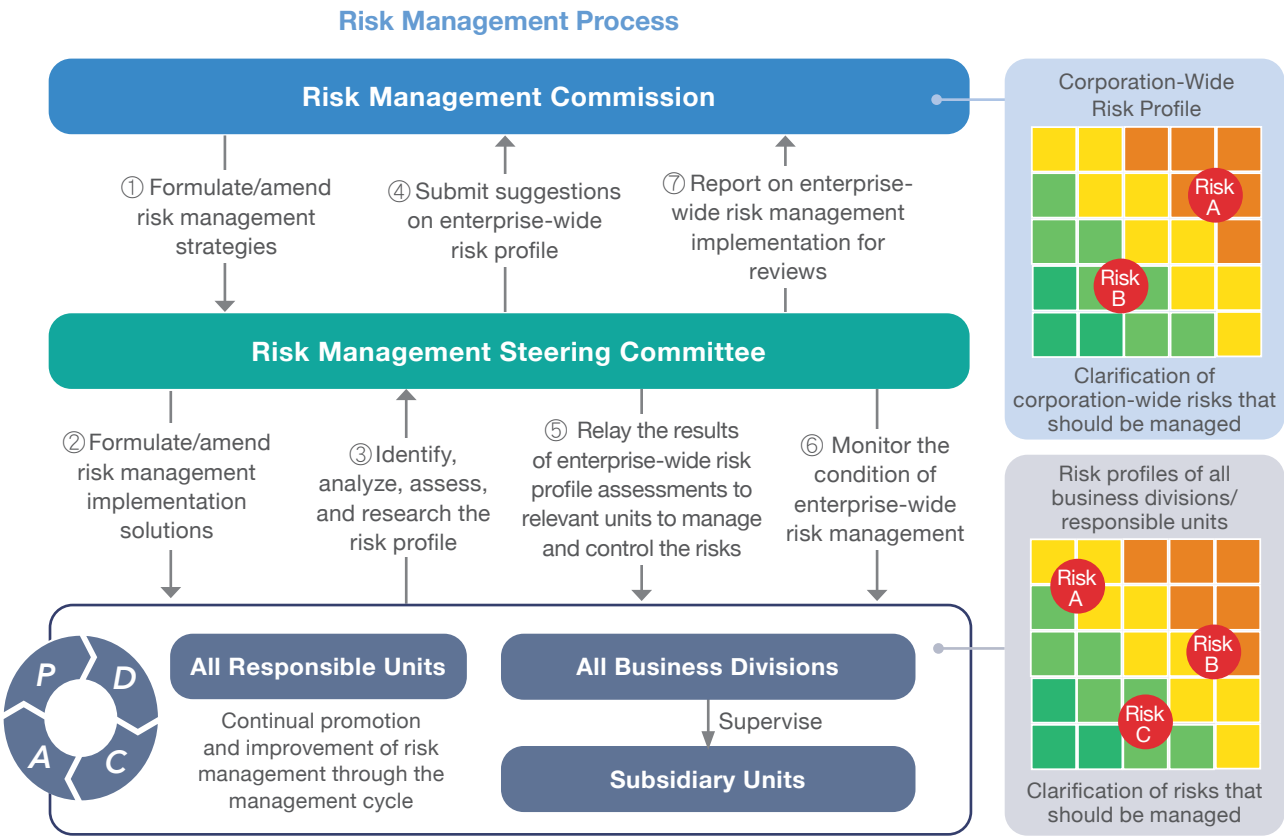 Risk Management Process
Risk Management Commission
① Formulate/amend
risk management
strategies
④ Submit suggestions
on enterprise-wide
risk profile
⑦ Report on enterprise-
wide risk management
implementation for
reviews
Risk Management Steering Committee
② Formulate/amend
risk management
implementation
solutions
③ Identify,
analyze, assess,
and research the
risk profile
⑤ Relay the results
of enterprise-wide risk
profile assessments to
relevant units to manage
and control the risks
⑥ Monitor the
condition of
enterprise-wide
risk management
P
D
A
C
All Responsible Units
Continual promotion
and improvement of risk
management through the
management cycle
All Business Divisions
Supervise
Subsidiary Units
Corporation-Wide
Risk Profile
Risk
A
Risk
B
Clarification of
corporation-wide risks that
should be managed
Risk profiles of all
business divisions/
responsible units
Risk
A
Risk
B
Risk
C
Clarification of risks that
should be managed